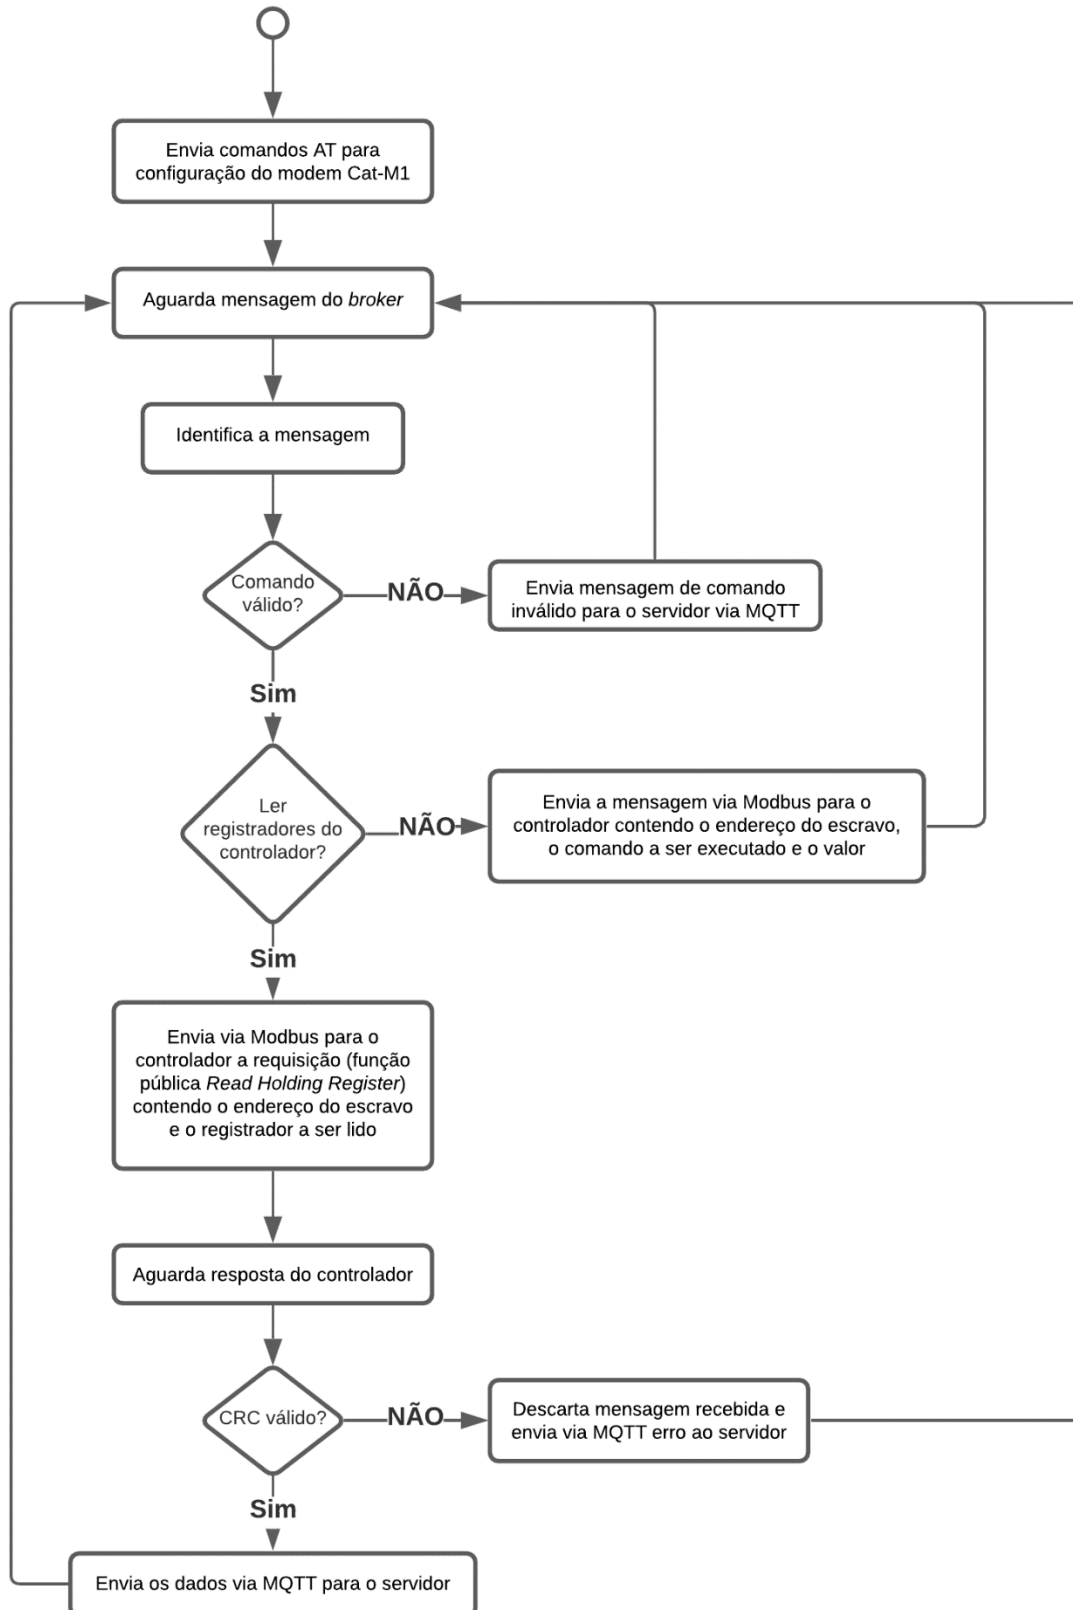 Envia comandos AT para
configuração do modem Cat-M1
Aguarda mensagem do broker
Identifica a mensagem
Comando
válido?
NÃO
Envia mensagem de comando
inválido para o servidor via MQTT
Sim
Ler
registradores do
controlador?
NÃO
Envia a mensagem via Modbus para o
controlador contendo o endereço do escravo,
o comando a ser executado e o valor
Sim
Envia via Modbus para o
controlador a requisição (função
pública Read Holding Register)
contendo o endereço do escravo
e o registrador a ser lido
Aguarda resposta do controlador
CRC válido?
NÃO
Descarta mensagem recebida e
envia via MQTT erro ao servidor
Sim
Envia os dados via MQTT para o servidor